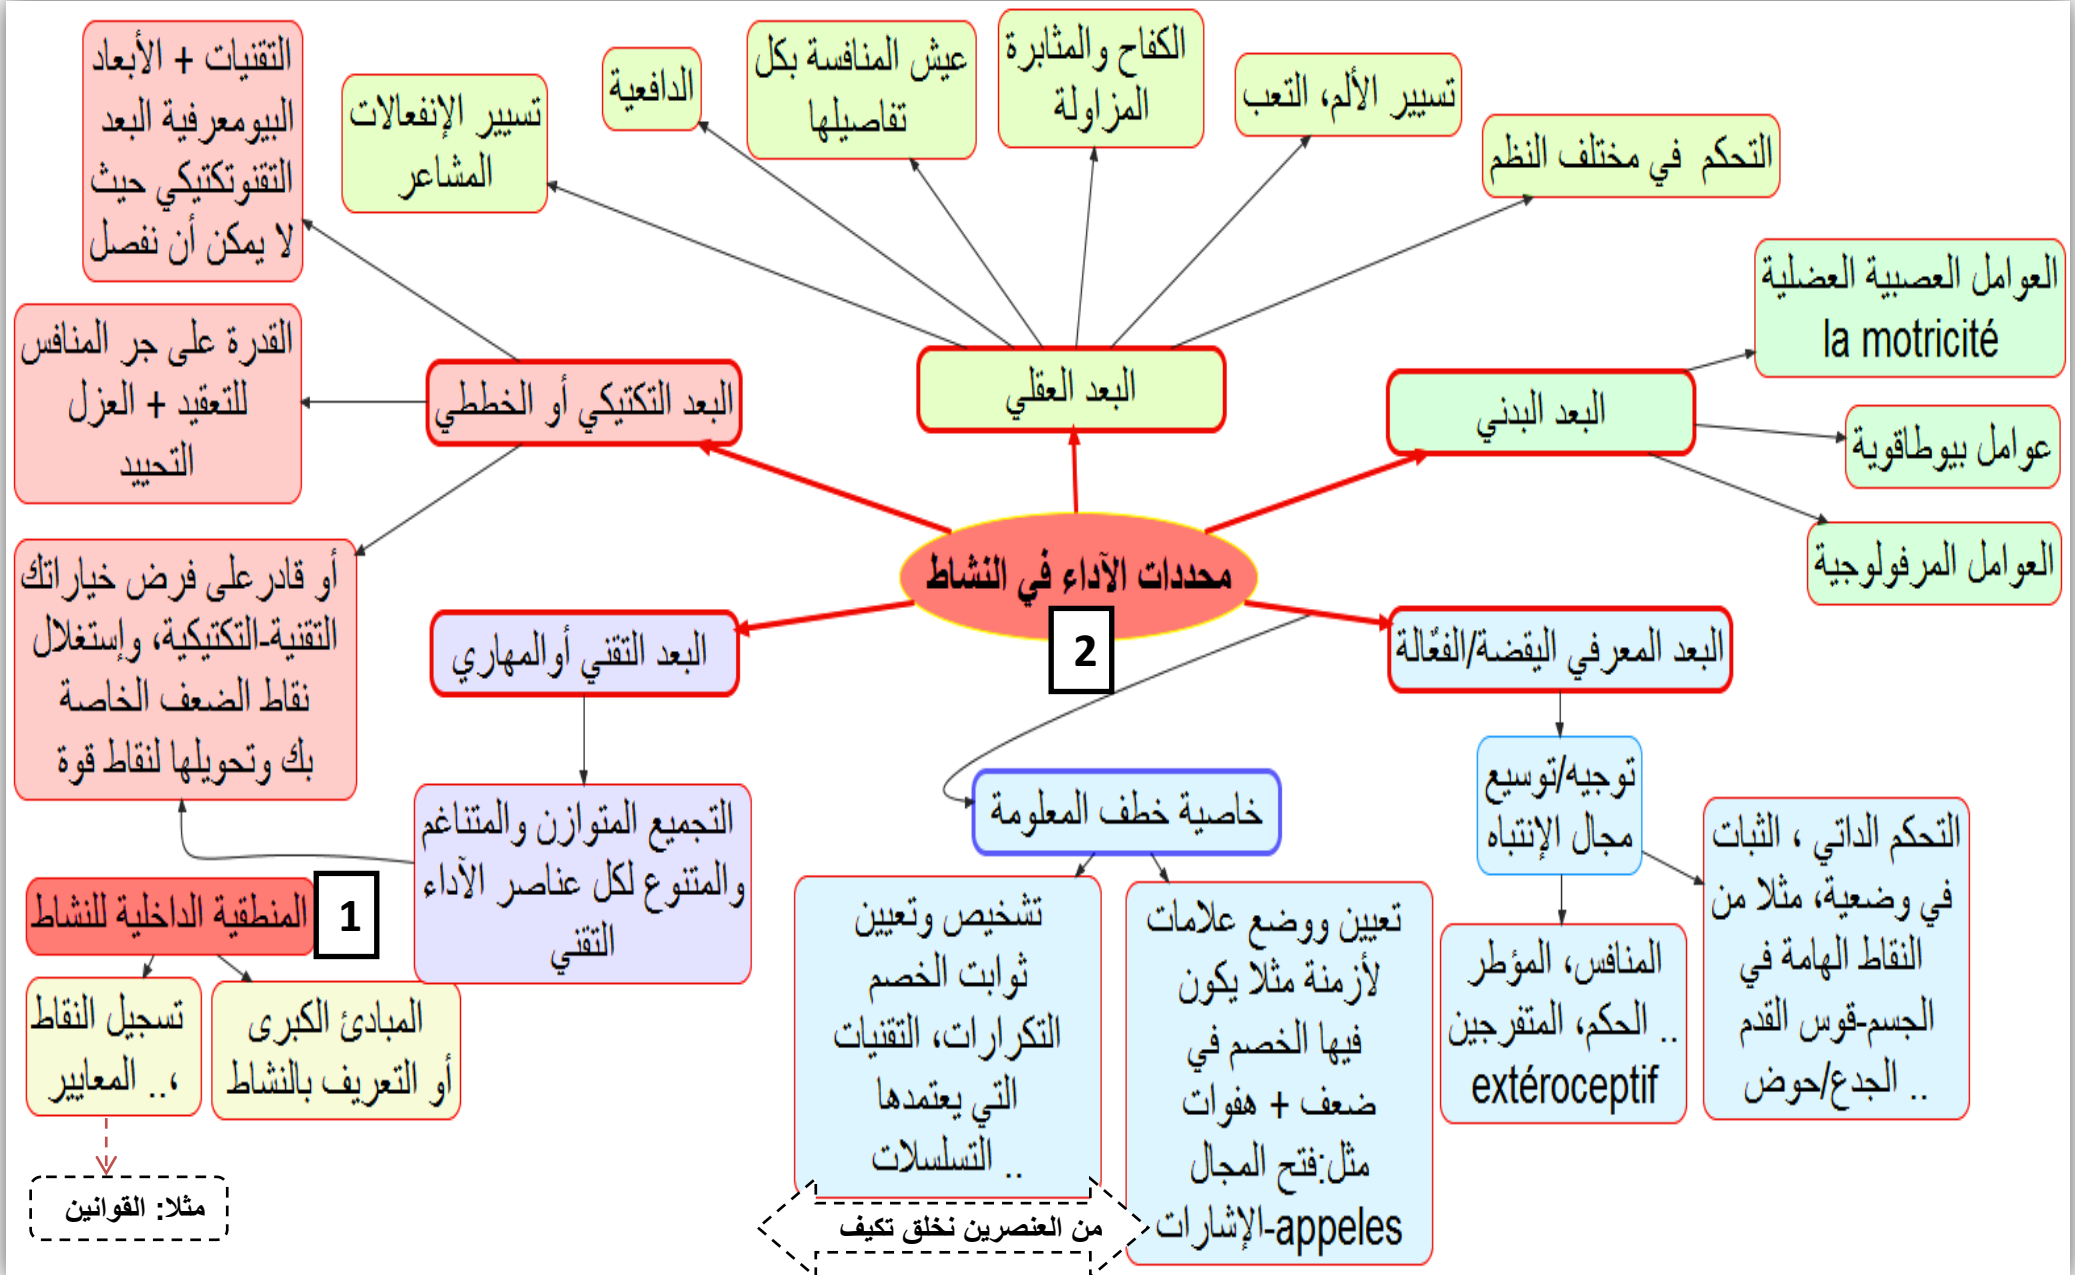 التقنيات + الأبعاد
البيومعرفية البعد
التقنوتكتيكي حيث
لا يمكن أن نفصل
تسيير الإنفعالات
المشاعر
الدافعية
عيش المنافسة بكل
تفاصيلها
الكفاح والمثابرة
المزاولة
تسيير الألم، التعب
التحكم في مختلف النظم
العوامل العصبية العضلية
la motricité
عوامل بيوطاقوية
العوامل المرفولوجية
البعد البدني
البعد العقلي
البعد التكتيكي أو الخططي
القدرة على جر المنافس
للتعقيد + العزل
التحييد
أو قادرعلى فرض خياراتك
التقنية-التكتيكية، وإستغلال
نقاط الضعف الخاصة
بك وتحويلها لنقاط قوة
محددات الآداء في النشاط
2
البعد التقني أوالمهاري
البعد المعرفي اليقضة/الفعّالة
التجميع المتوازن والمتناغم
والمتنوع لكل عناصر الآداء
التقني
خاصية خطف المعلومة
توجيه/توسيع
مجال الإنتباه
التحكم الداتي ، الثبات
في وضعية، مثلا من
النقاط الهامة في
الجسم-قوس القدم
الجدع/حوض ..
المنافس، المؤطر
الحكم، المتفرجين ..
extéroceptif
تعيين ووضع علامات
لأزمنة مثلا يكون
فيها الخصم في
ضعف + هفوات
مثل:فتح المجال
الإشارات-appeles
تشخيص وتعيين
ثوابت الخصم
التكرارات، التقنيات
التي يعتمدها
التسلسلات ..
من العنصرين نخلق تكيف
المنطقية الداخلية للنشاط
1
المبادئ الكبرى
أو التعريف بالنشاط
تسجيل النقاط
المعايير ..،
مثلا: القوانين